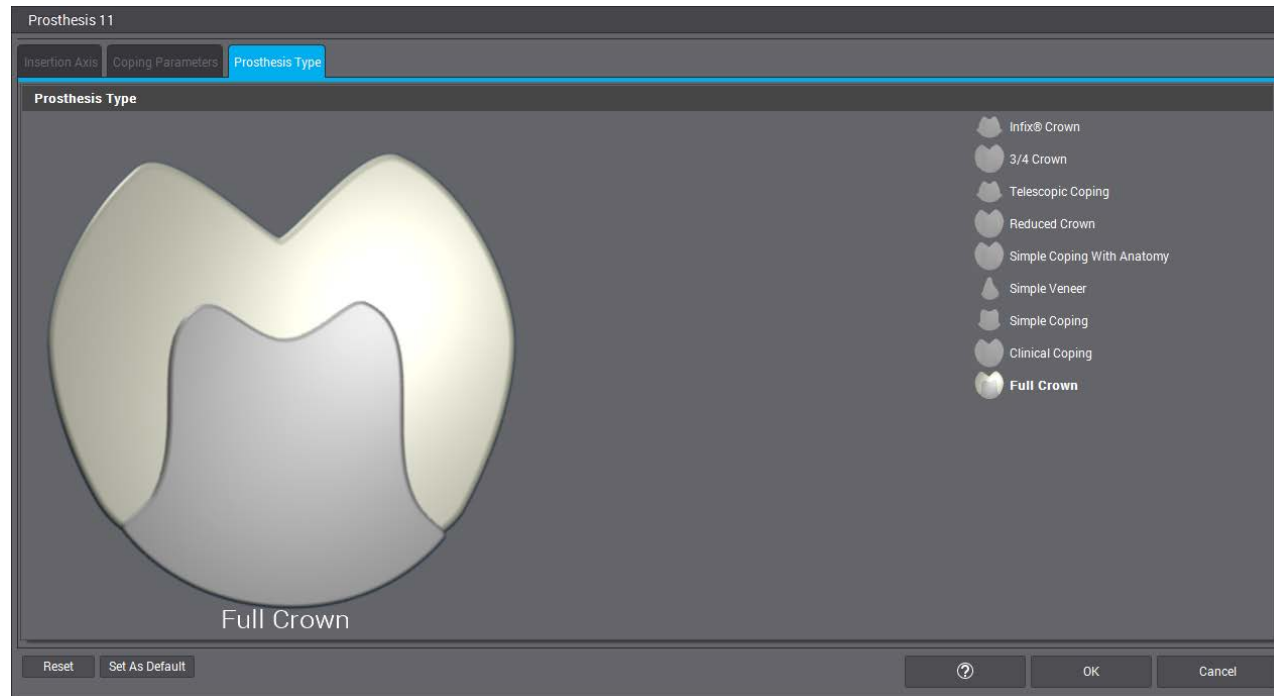 Prosthesis 11
Insertion Axis Coping Parameters Prosthesis Type
Prosthesis Type
Infix® Crown
3/4 Crown
Telescopic Coping
Reduced Crown
Simple Coping With Anatomy
Simple Veneer
Simple Coping
Clinical Coping
Full Crown
Full Crown
Reset Set As Default ? OK Cancel